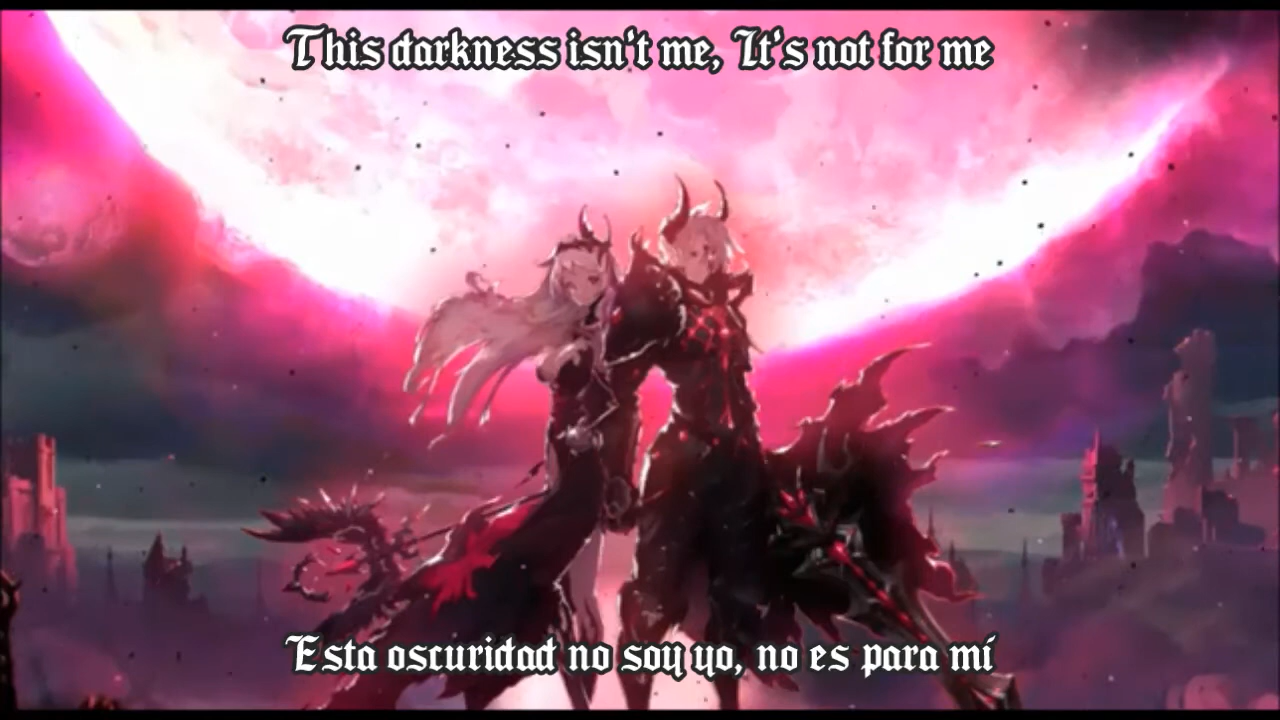 This darkness isn't me, It's not for me
Esta oscuridad no soy yo, no es para mí